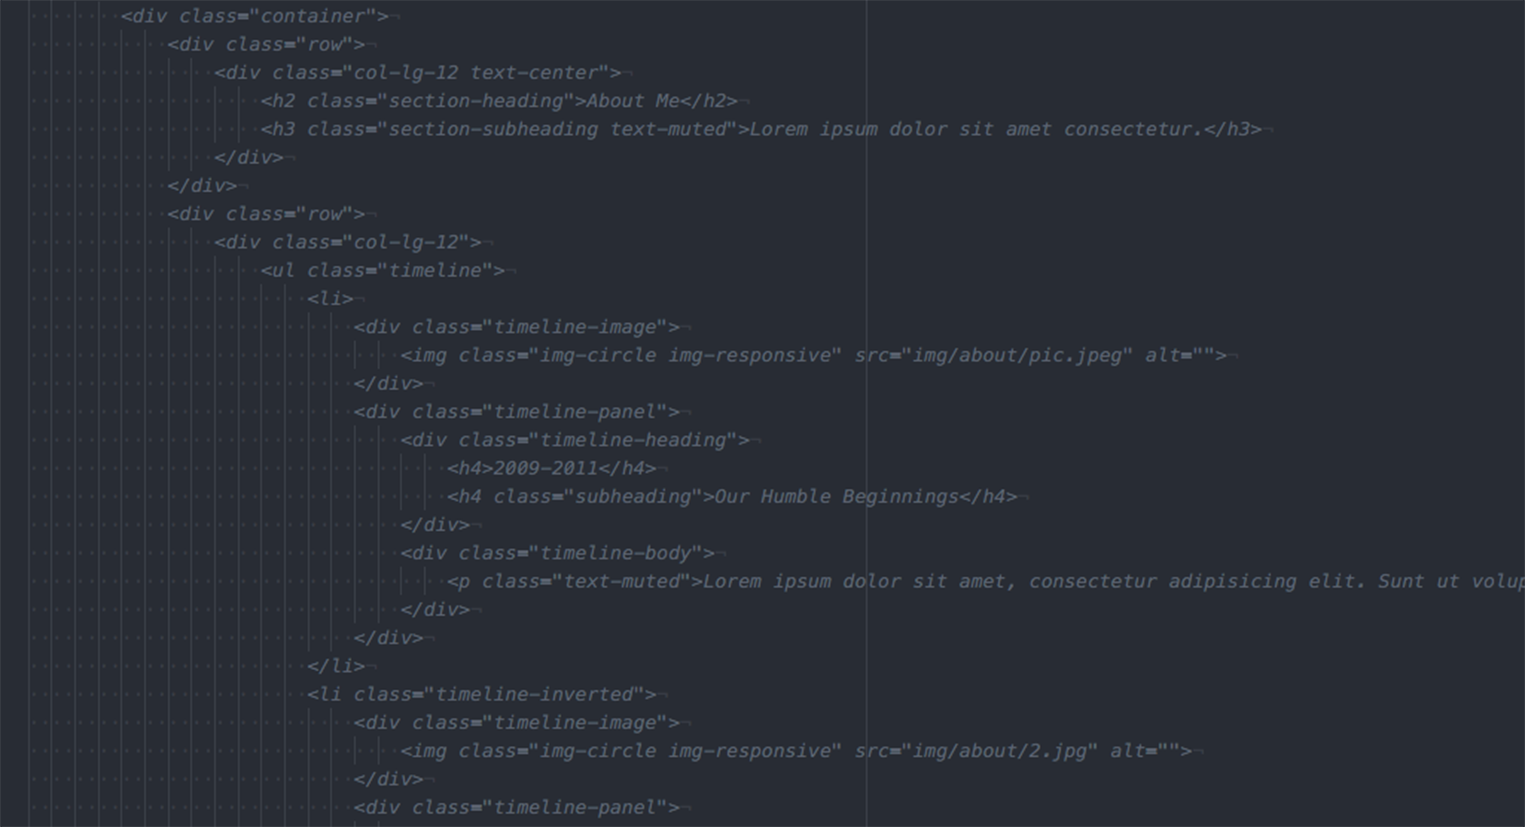 <div class="container">
<div class="row">
<div class="col-lg-12 text-center">
<h2 class="section-heading">About Me</h2>
<h3 class="section-subheading text-muted">Lorem ipsum dolor sit amet consectetur.</h3>
</div>
</div>
<div class="row">
<div class="col-lg-12">
<ul class="timeline">
<li>
<div class="timeline-image">
<img class="img-circle img-responsive" src="img/about/pic.jpeg" alt="">
</div>
<div class="timeline-panel">
<div class="timeline-heading">
<h4>2009-2011</h4>
<h4 class="subheading">Our Humble Beginnings</h4>
</div>
<div class="timeline-body">
<p class="text-muted">Lorem ipsum dolor sit amet, consectetur adipisicing elit. Sunt ut volup
</div>
</div>
</li>
<li class="timeline-inverted">
<div class="timeline-image">
<img class="img-circle img-responsive" src="img/about/2.jpg" alt="">
</div>
<div class="timeline-panel">